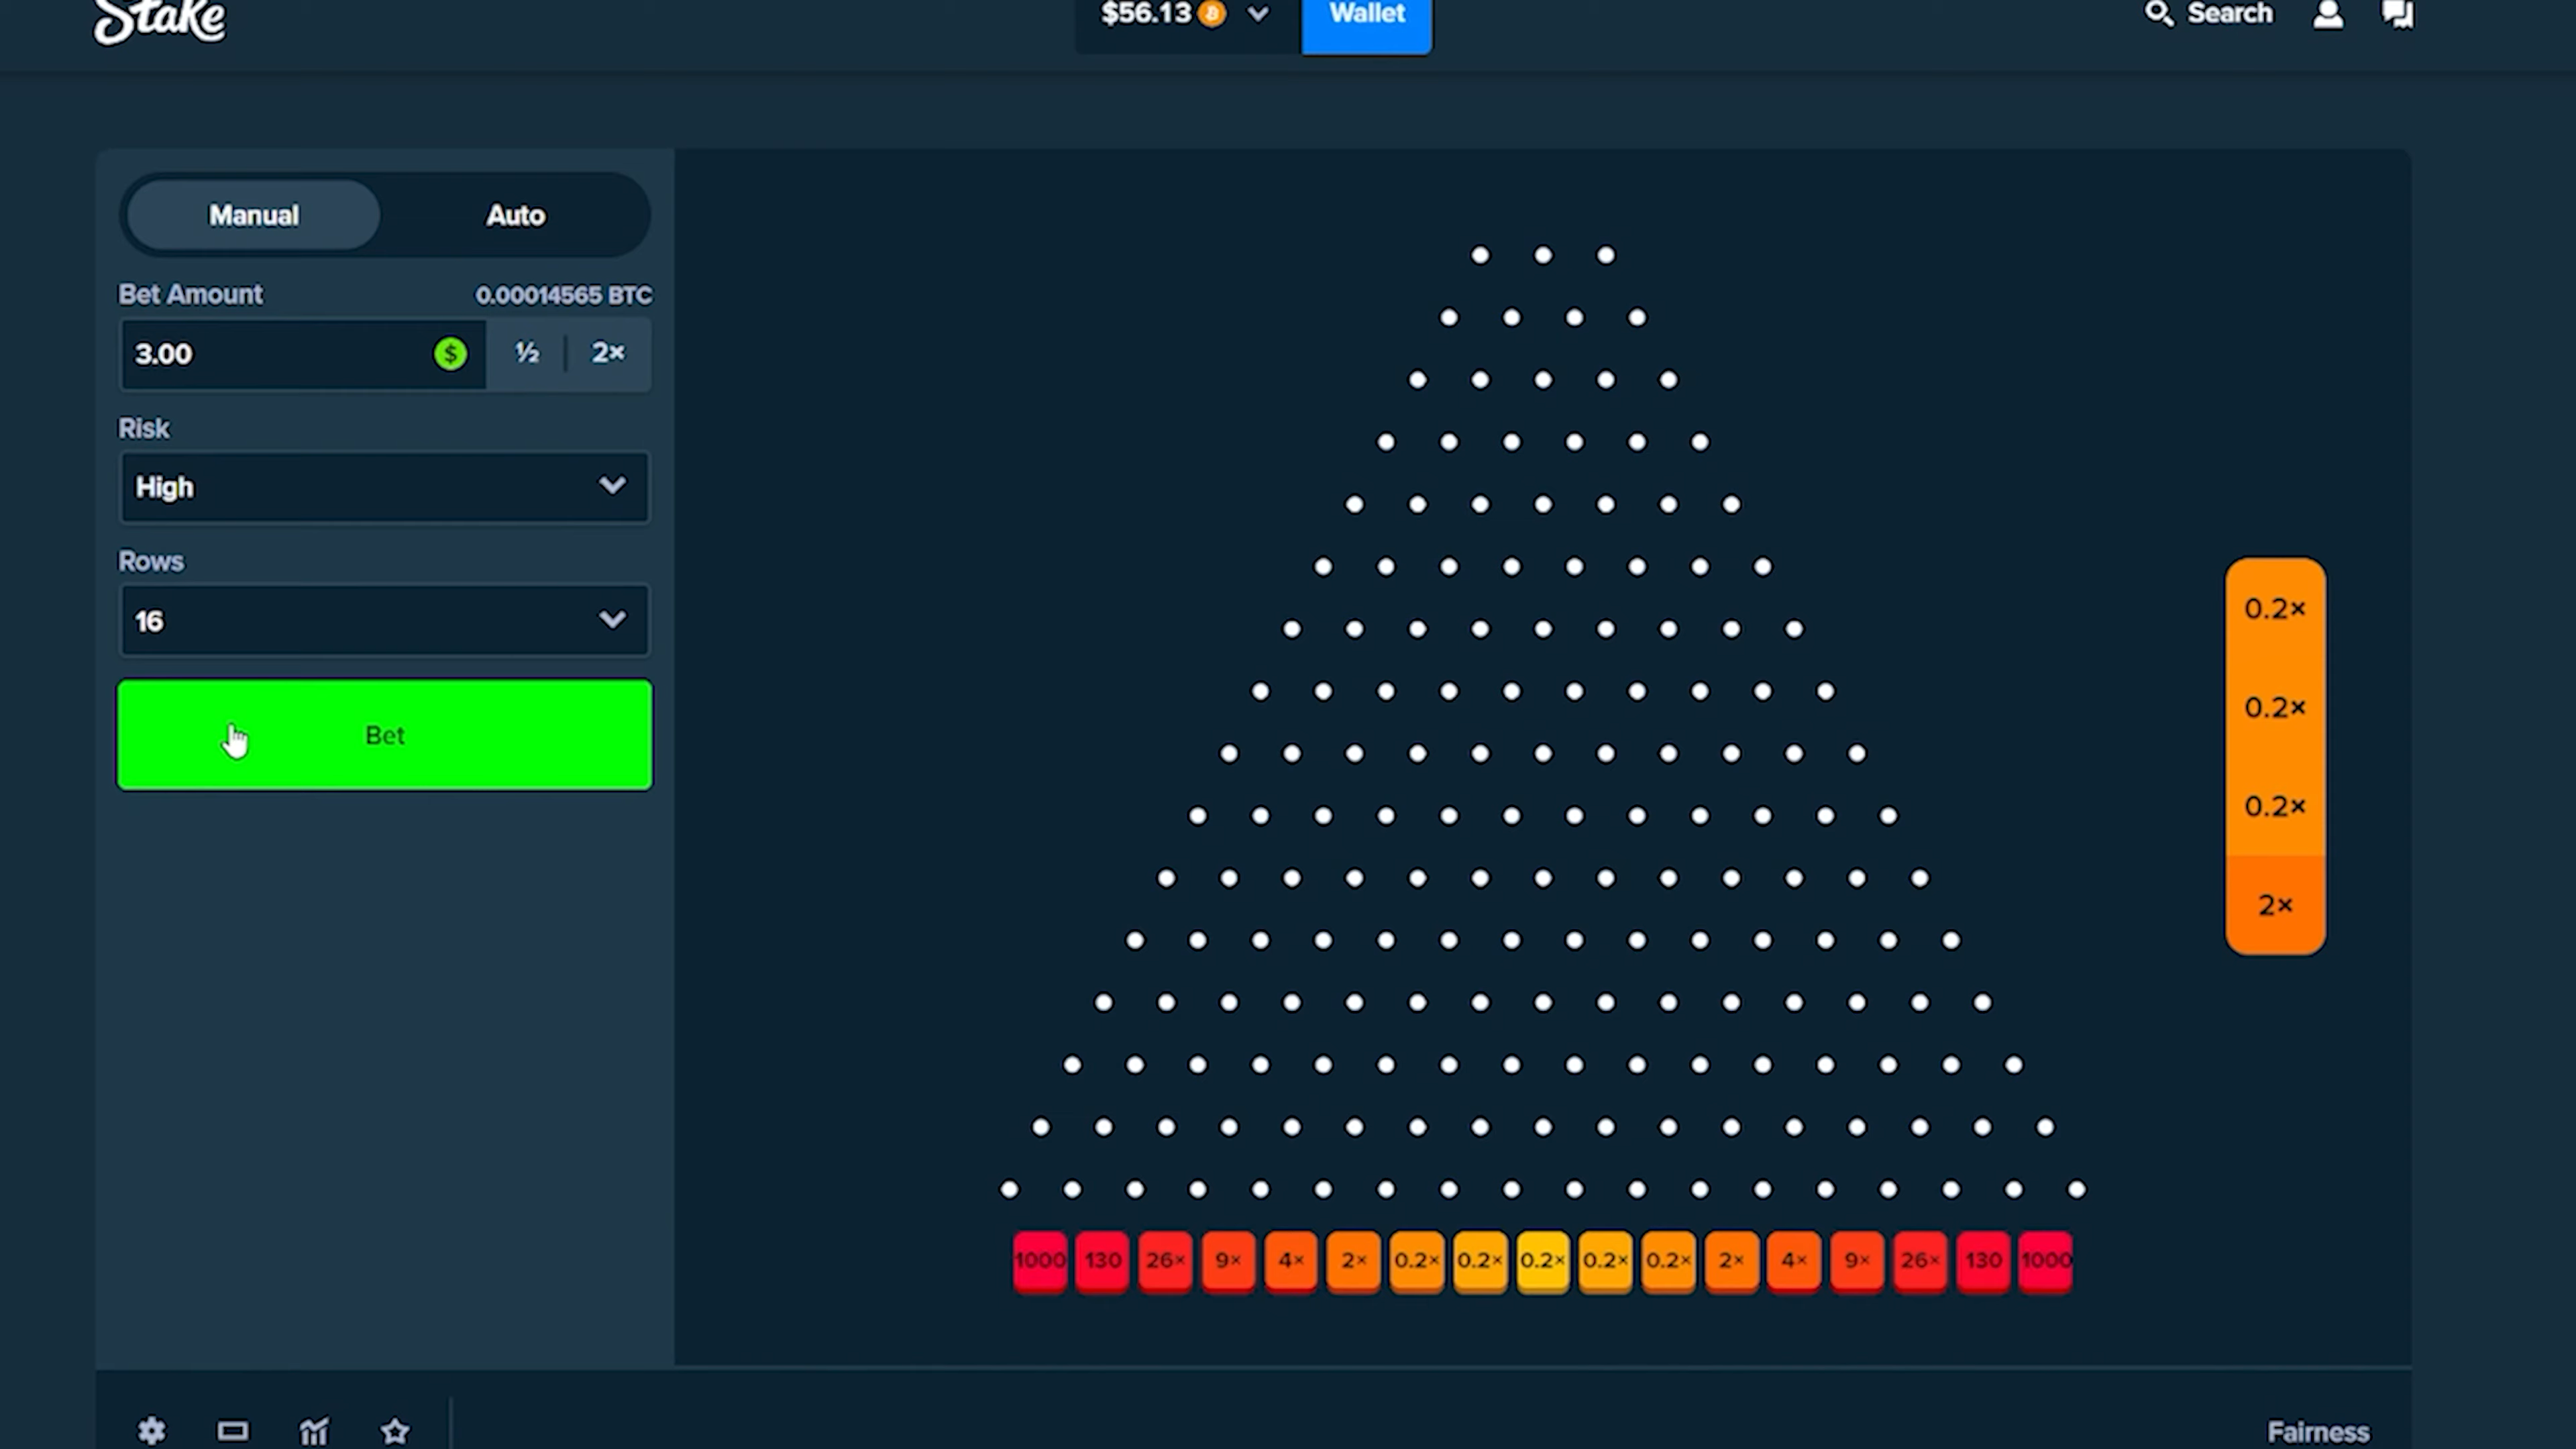 Stake
$56.13
Wallet
Search
Manual
Auto
Bet Amount
0.00014565 BTC
3.00
$
½
2×
Risk
High
Rows
16
Bet
0.2×
0.2×
0.2×
2×
1000 130 26× 9× 4× 2× 0.2× 0.2× 0.2× 0.2× 0.2× 2× 4× 9× 26× 130 1000
Fairness